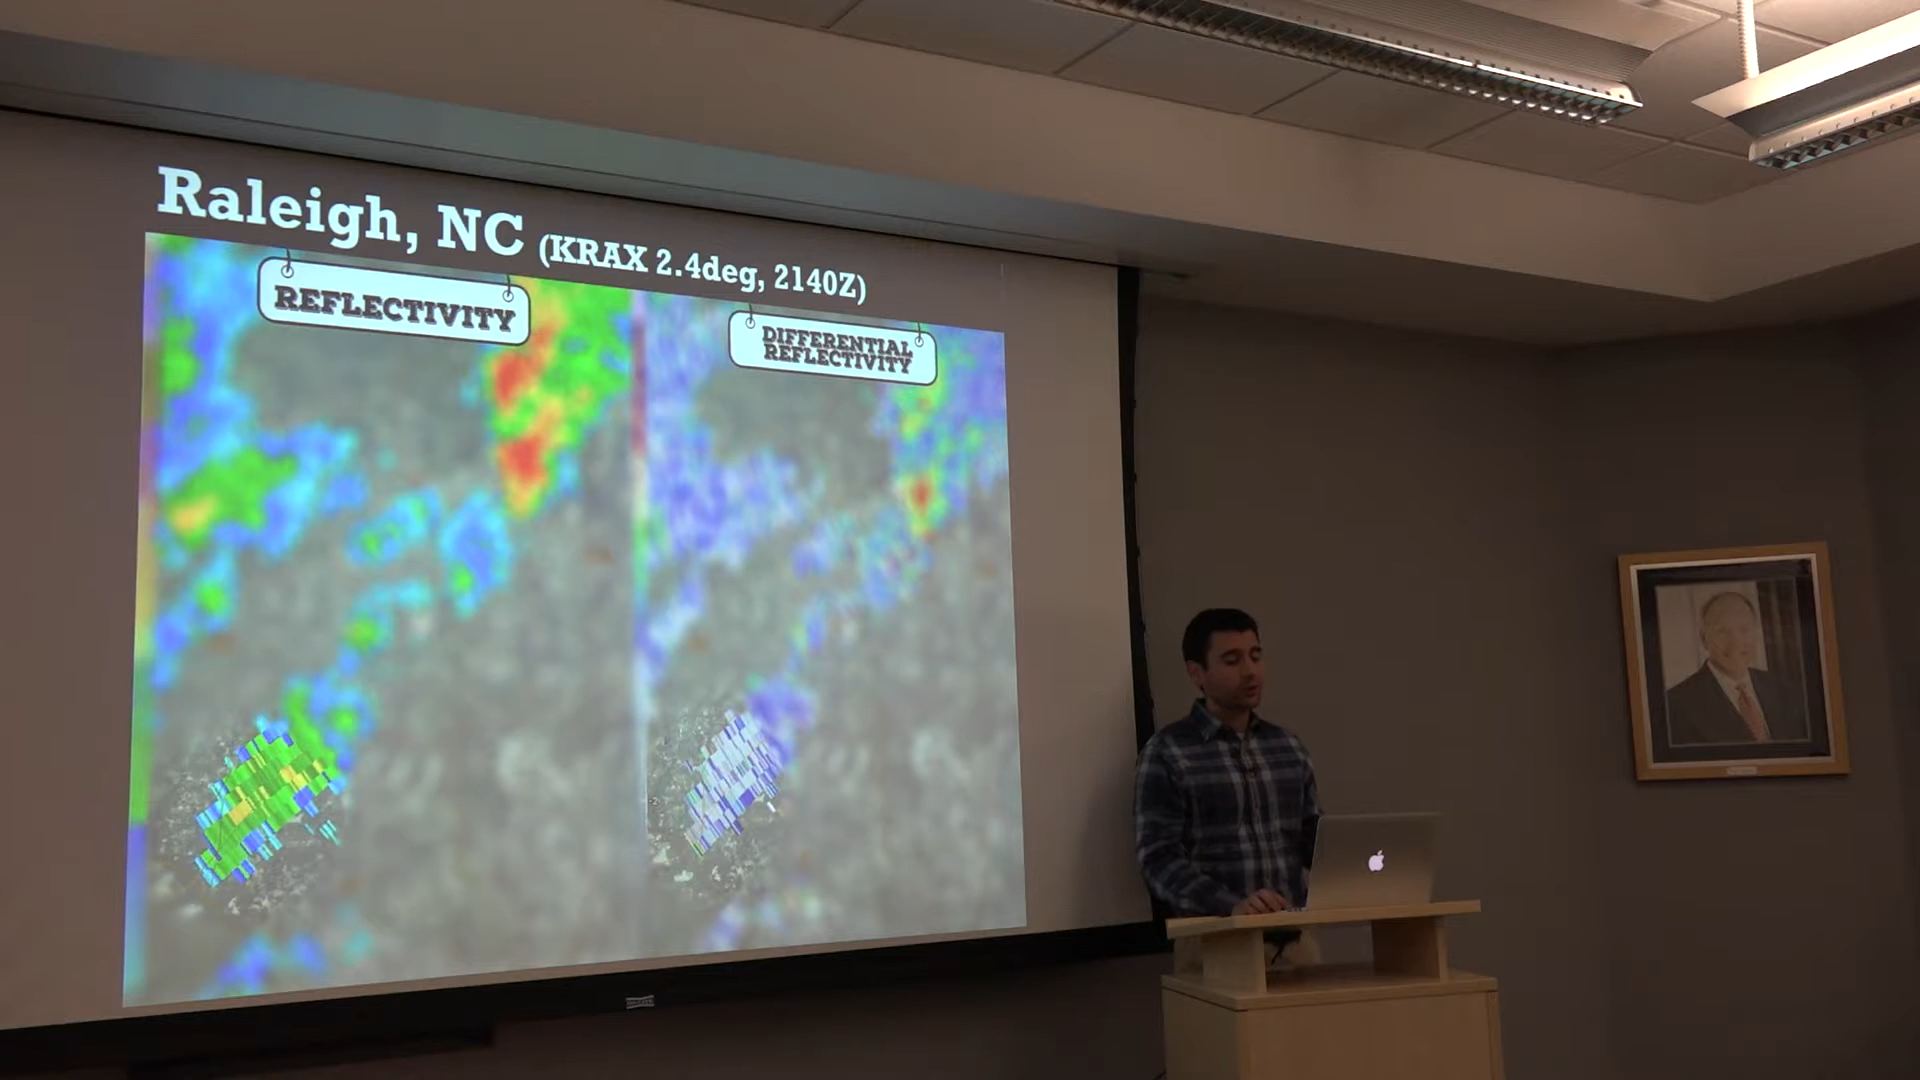 Raleigh, NC (KRAX 2.4deg, 2140Z)
REFLECTIVITY
DIFFERENTIAL
REFLECTIVITY